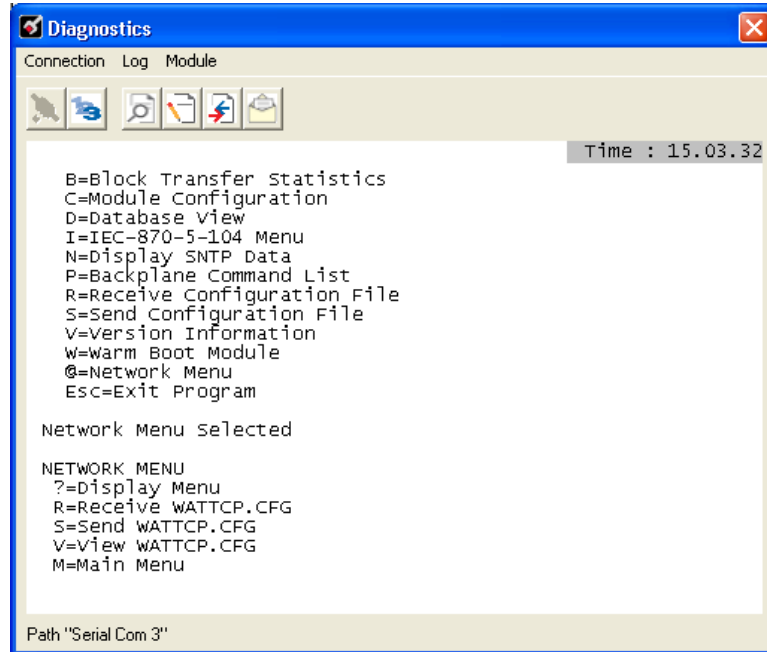 Diagnostics
Connection Log Module
Time : 15.03.32
B=Block Transfer Statistics
C=Module Configuration
D=Database View
I=IEC-870-5-104 Menu
N=Display SNTP Data
P=Backplane Command List
R=Receive Configuration File
S=Send Configuration File
V=Version Information
W=Warm Boot Module
@=Network Menu
Esc=Exit Program
Network Menu Selected
NETWORK MENU
?=Display Menu
R=Receive WATTCP.CFG
S=Send WATTCP.CFG
V=View WATTCP.CFG
M=Main Menu
Path "Serial Com 3"